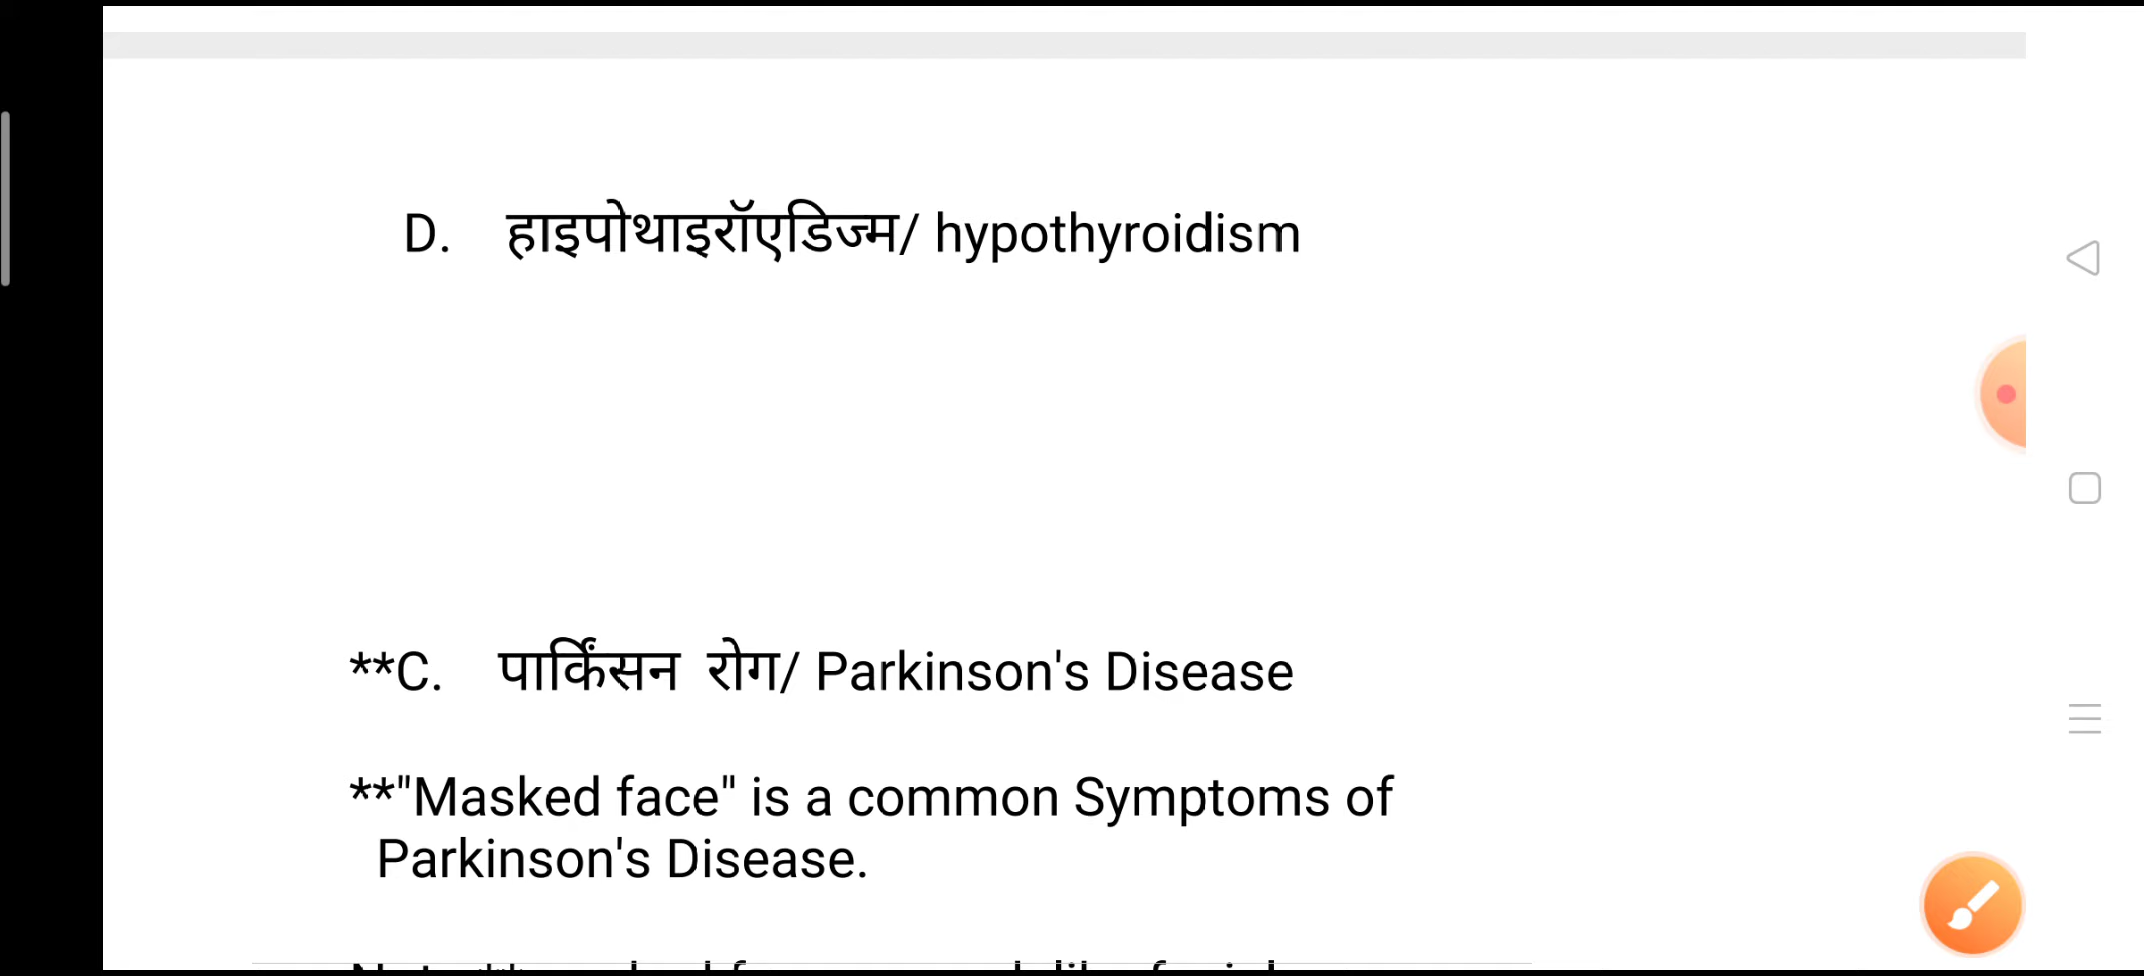 D. हाइपोथाइरॉएडिज्म/ hypothyroidism
**C. पार्किंसन रोग/ Parkinson's Disease
**"Masked face" is a common Symptoms of
Parkinson's Disease.